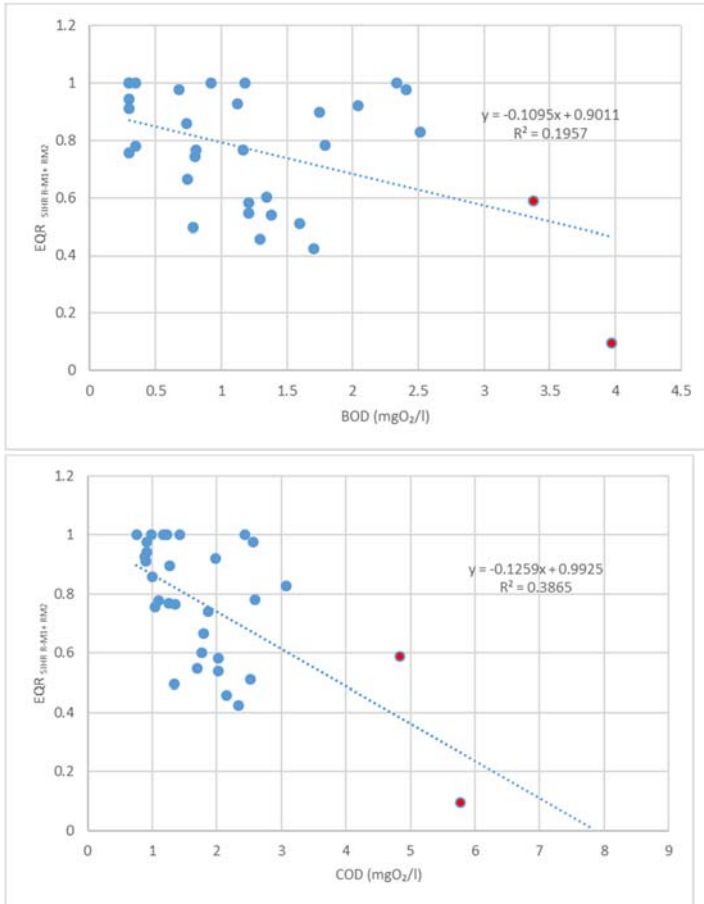 1.2
1
0.8
0.6
0.4
0.2
0
EQR SIHR R-M1+ RM2
y = -0.1095x + 0.9011
R² = 0.1957
0 0.5 1 1.5 2 2.5 3 3.5 4 4.5
BOD (mgO₂/l)
1.2
1
0.8
0.6
0.4
0.2
0
EQR SIHR R-M1+ RM2
y = -0.1259x + 0.9925
R² = 0.3865
0 1 2 3 4 5 6 7 8 9
COD (mgO₂/l)